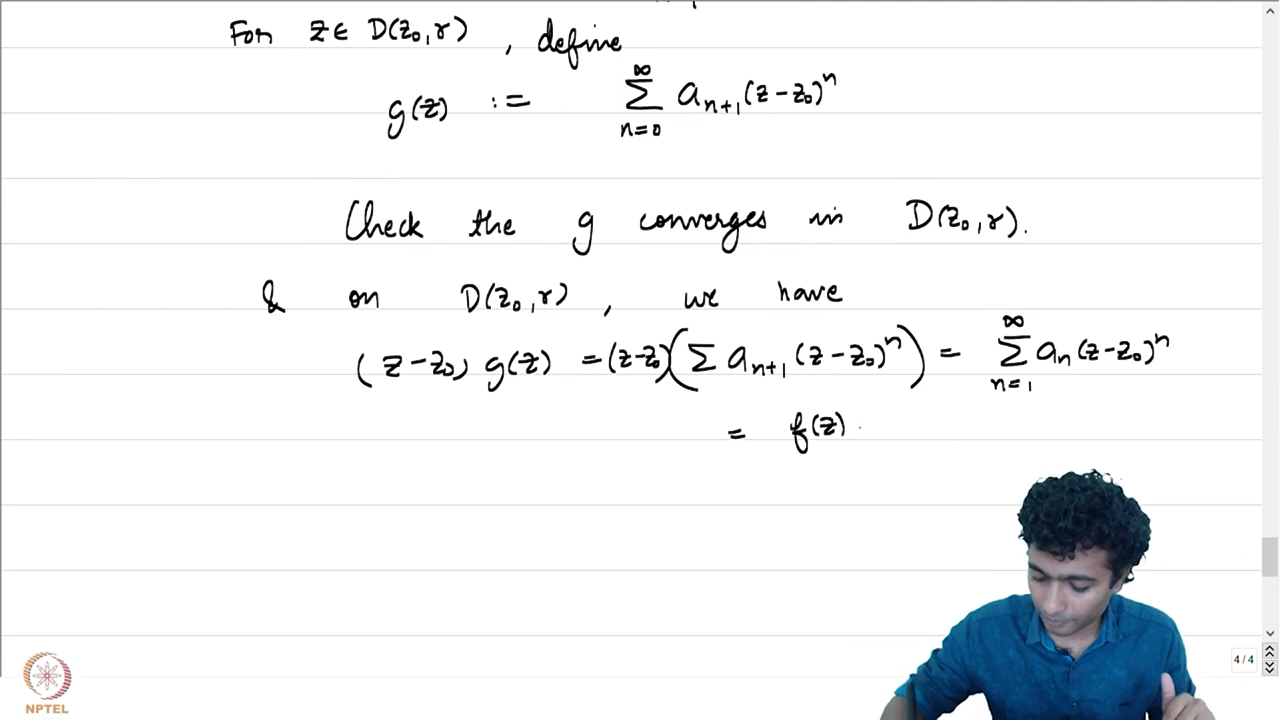 For z ∈ D(z₀, r) , define
g(z) := ∑_{n=0}^{∞} a_{n+1} (z - z₀)ⁿ
Check the g converges in D(z₀, r).
& on D(z₀, r) , we have
(z - z₀) g(z) = (z - z₀)(∑ a_{n+1} (z - z₀)ⁿ) = ∑_{n=1}^{∞} aₙ (z - z₀)ⁿ
= f(z) .
4 / 4
NPTEL